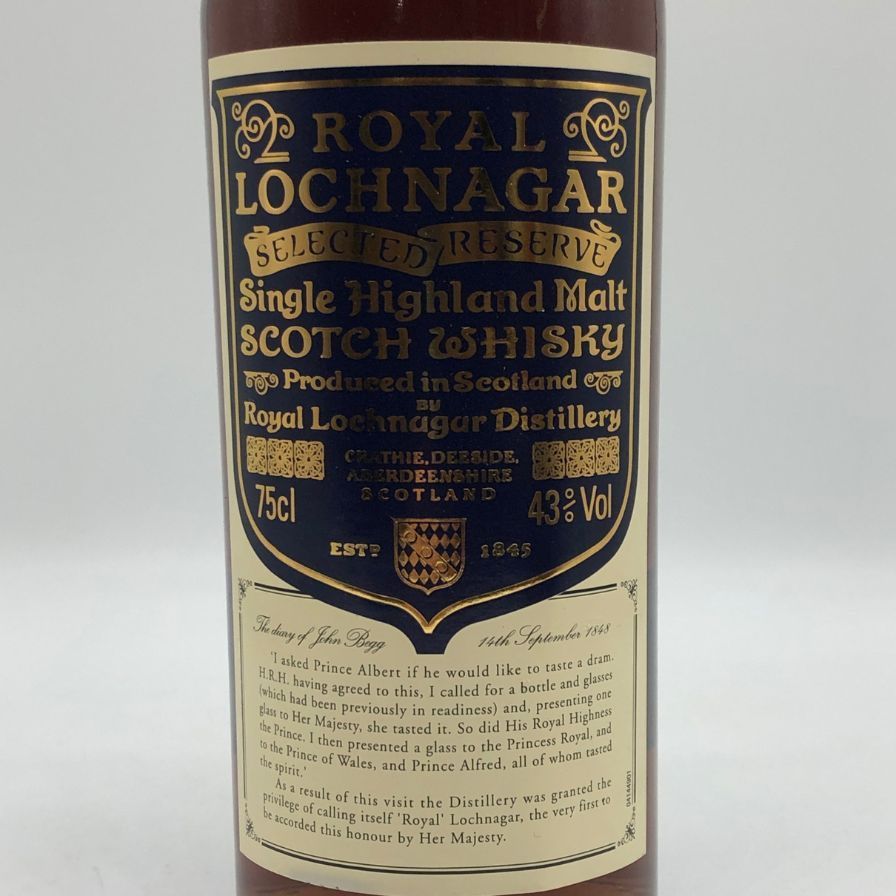 ROYAL
LOCHNAGAR
SELECTED RESERVE
Single Highland Malt
SCOTCH WHISKY
Produced in Scotland
BY
Royal Lochnagar Distillery
CRATHIE, DEESIDE,
ABERDEENSHIRE
SCOTLAND
75cl
43% Vol
ESTD 1845
The diary of John Begg 14th September 1848
'I asked Prince Albert if he would like to taste a dram.
H.R.H. having agreed to this, I called for a bottle and glasses
(which had been previously in readiness) and, presenting one
glass to Her Majesty, she tasted it. So did His Royal Highness
the Prince. I then presented a glass to the Princess Royal, and
to the Prince of Wales, and Prince Alfred, all of whom tasted
the spirit.'
As a result of this visit the Distillery was granted the
privilege of calling itself 'Royal' Lochnagar, the very first to
be accorded this honour by Her Majesty.